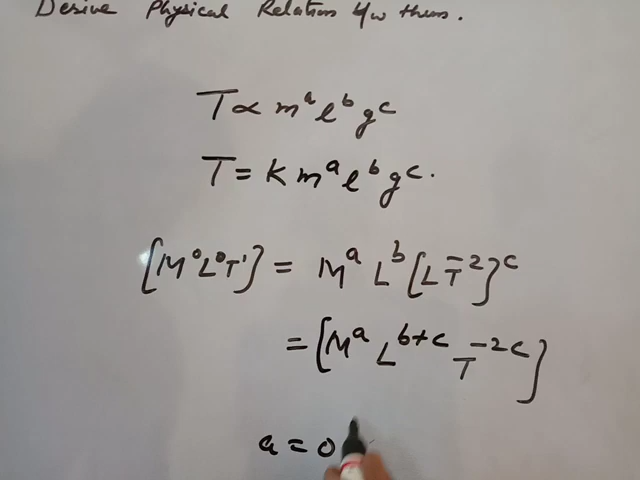 Derive Physical Relation b/w them.
T ∝ m^a l^b g^c
T = K m^a l^b g^c.
[M^0 L^0 T^1] = M^a L^b [L T^-2]^c
= [M^a L^b+c T^-2c]
a = 0